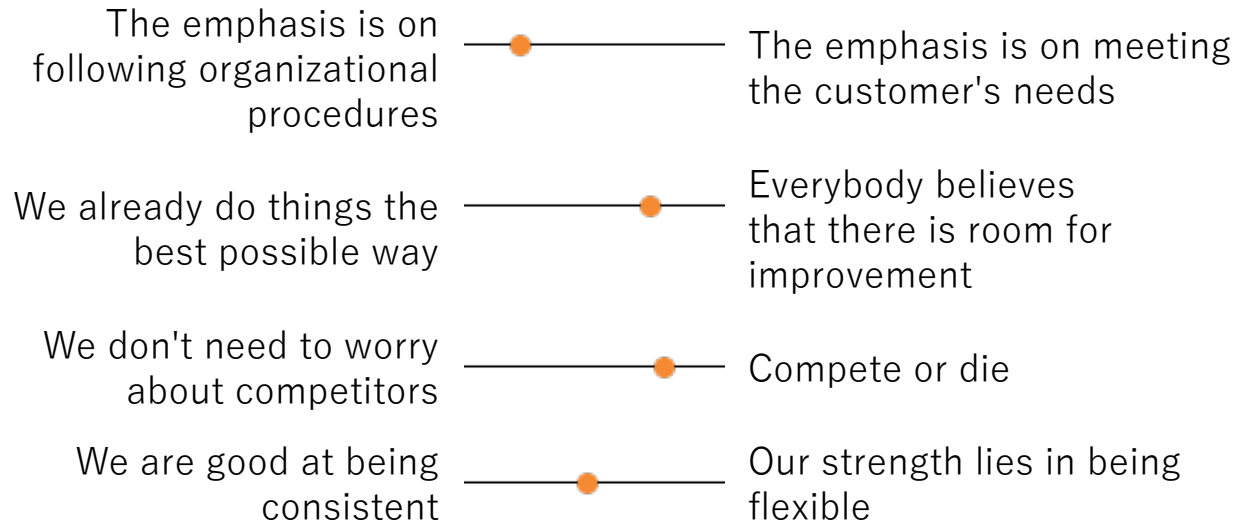 The emphasis is on
following organizational
procedures
The emphasis is on meeting
the customer's needs
We already do things the
best possible way
Everybody believes
that there is room for
improvement
We don't need to worry
about competitors
Compete or die
We are good at being
consistent
Our strength lies in being
flexible